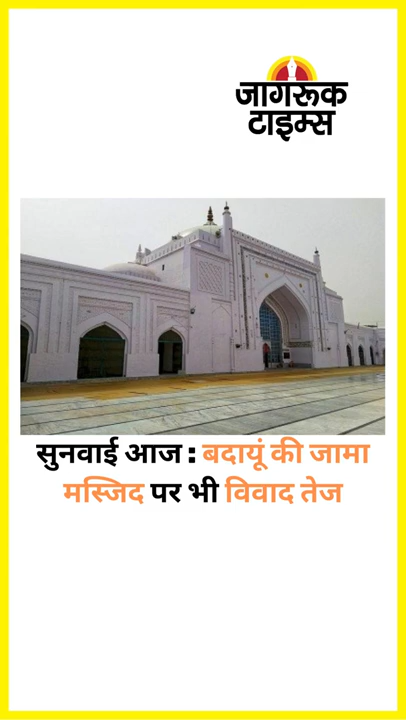 जागरूक
टाइम्स
सुनवाई आज : बदायूं की जामा
मस्जिद पर भी विवाद तेज